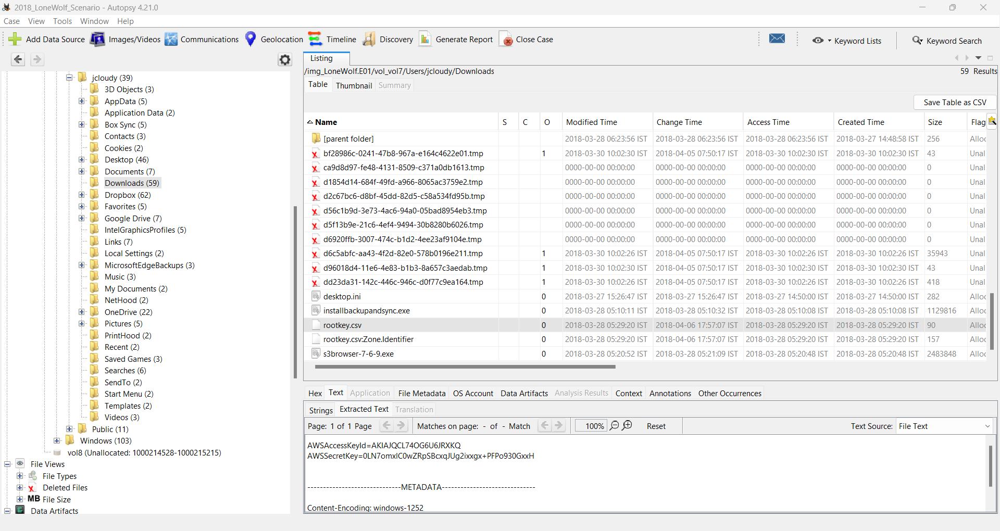 2018_LoneWolf_Scenario - Autopsy 4.21.0
Case View Tools Window Help
Add Data Source Images/Videos Communications Geolocation Timeline Discovery Generate Report Close Case Keyword Lists Keyword Search
jcloudy (39)
3D Objects (3)
AppData (5)
Application Data (2)
Box Sync (5)
Contacts (3)
Cookies (2)
Desktop (46)
Documents (7)
Downloads (59)
Dropbox (62)
Favorites (5)
Google Drive (7)
IntelGraphicsProfiles (5)
Links (7)
Local Settings (2)
MicrosoftEdgeBackups (3)
Music (3)
My Documents (2)
NetHood (2)
OneDrive (22)
Pictures (5)
PrintHood (2)
Recent (2)
Saved Games (3)
Searches (6)
SendTo (2)
Start Menu (2)
Templates (2)
Videos (3)
Public (11)
Windows (103)
vol8 (Unallocated: 1000214528-1000215215)
File Views
File Types
Deleted Files
MB File Size
Data Artifacts
Listing
/img_LoneWolf.E01/vol_vol7/Users/jcloudy/Downloads 59 Results
Table Thumbnail Summary
Save Table as CSV
Name S C O Modified Time Change Time Access Time Created Time Size Flag
[parent folder] 2018-03-28 06:23:56 IST 2018-03-28 06:23:56 IST 2018-03-28 06:23:56 IST 2018-03-27 14:48:58 IST 256 Alloc
bf28986c-0241-47b8-967a-e164c4622e01.tmp 1 2018-03-30 10:02:30 IST 2018-04-05 07:50:17 IST 2018-03-30 10:02:30 IST 2018-03-30 10:02:30 IST 43 Unal
ca9d8d97-fe48-4131-8509-c371a0db1613.tmp 0000-00-00 00:00:00 0000-00-00 00:00:00 0000-00-00 00:00:00 0000-00-00 00:00:00 0 Unal
d1854d14-684f-49fd-a966-8065ac3759e2.tmp 0000-00-00 00:00:00 0000-00-00 00:00:00 0000-00-00 00:00:00 0000-00-00 00:00:00 0 Unal
d2c67bc6-d8bf-45dd-82d5-c58a534fd95b.tmp 0000-00-00 00:00:00 0000-00-00 00:00:00 0000-00-00 00:00:00 0000-00-00 00:00:00 0 Unal
d56c1b9d-3e73-4ac6-94a0-05bad8954eb3.tmp 0000-00-00 00:00:00 0000-00-00 00:00:00 0000-00-00 00:00:00 0000-00-00 00:00:00 0 Unal
d5f13b9e-21c6-4ef4-9494-30b8280b6026.tmp 0000-00-00 00:00:00 0000-00-00 00:00:00 0000-00-00 00:00:00 0000-00-00 00:00:00 0 Unal
d6920ffb-3007-474c-b1d2-4ee23af9104e.tmp 0000-00-00 00:00:00 0000-00-00 00:00:00 0000-00-00 00:00:00 0000-00-00 00:00:00 0 Unal
d6c5abfc-aa43-4f2d-82e0-578b0196e211.tmp 1 2018-03-30 10:02:26 IST 2018-04-05 07:50:17 IST 2018-03-30 10:02:26 IST 2018-03-30 10:02:26 IST 35943 Unal
d96018d4-11e6-4e83-b1b3-8a657c3aedab.tmp 1 2018-03-30 10:02:30 IST 2018-04-05 07:50:17 IST 2018-03-30 10:02:30 IST 2018-03-30 10:02:30 IST 43 Unal
dd23da31-142c-446c-946c-d0f77c9ea164.tmp 1 2018-03-30 10:02:26 IST 2018-04-05 07:50:17 IST 2018-03-30 10:02:26 IST 2018-03-30 10:02:26 IST 418 Unal
desktop.ini 0 2018-03-27 15:26:47 IST 2018-03-27 15:26:47 IST 2018-03-27 14:50:00 IST 2018-03-27 14:50:00 IST 282 Alloc
installbackupandsync.exe 0 2018-03-28 05:10:11 IST 2018-03-28 05:10:32 IST 2018-03-28 05:10:08 IST 2018-03-28 05:10:08 IST 1129816 Alloc
rootkey.csv 0 2018-03-28 05:29:20 IST 2018-04-06 17:57:07 IST 2018-03-28 05:29:20 IST 2018-03-28 05:29:20 IST 90 Alloc
rootkey.csv:Zone.Identifier 0 2018-03-28 05:29:20 IST 2018-04-06 17:57:07 IST 2018-03-28 05:29:20 IST 2018-03-28 05:29:20 IST 157 Alloc
s3browser-7-6-9.exe 0 2018-03-28 05:20:52 IST 2018-03-28 05:21:09 IST 2018-03-28 05:20:48 IST 2018-03-28 05:20:48 IST 2483848 Alloc
Hex Text Application File Metadata OS Account Data Artifacts Analysis Results Context Annotations Other Occurrences
Strings Extracted Text Translation
Page: 1 of 1 Page Matches on page: - of - Match 100% Reset Text Source: File Text
AWSAccessKeyId=AKIAJQCL74OG6U6JRXKQ
AWSSecretKey=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
------------------------------METADATA------------------------------
Content-Encoding: windows-1252